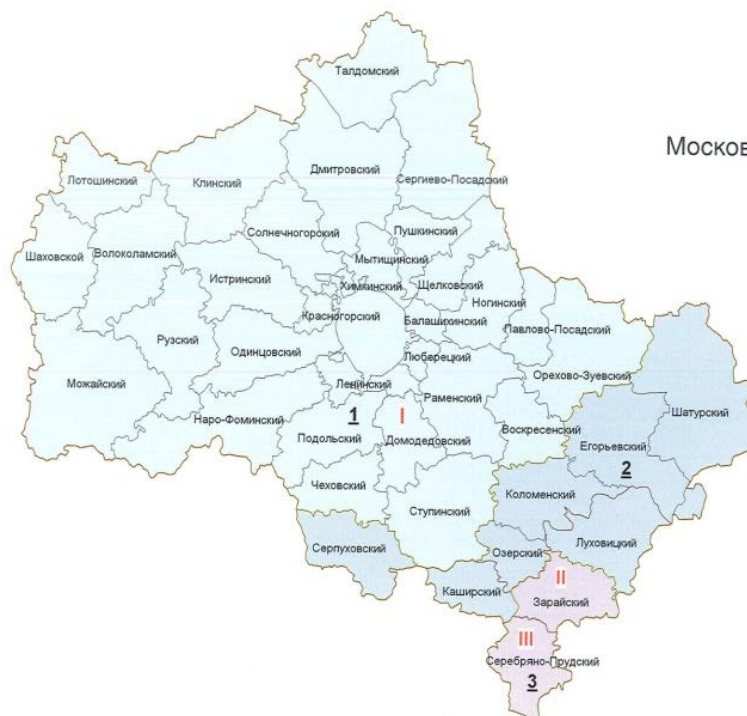 Талдомский
Москов
Дмитровский
Лотошинский
Клинский
Сергиево-Посадский
Солнечногорский
Пушкинский
Шаховской
Волоколамский
Мытищинский
Истринский
Химкинский
Щелковский
Ногинский
Красногорский
Балашихинский
Павлово-Посадский
Рузский
Одинцовский
Люберецкий
Можайский
Ленинский
Орехово-Зуевский
Раменский
Наро-Фоминский
1
I
Шатурский
Подольский
Домодедовский
Воскресенский
Егорьевский
2
Чеховский
Коломенский
Ступинский
Серпуховский
Озерский
Луховицкий
II
Каширский
Зарайский
III
Серебряно-Прудский
3